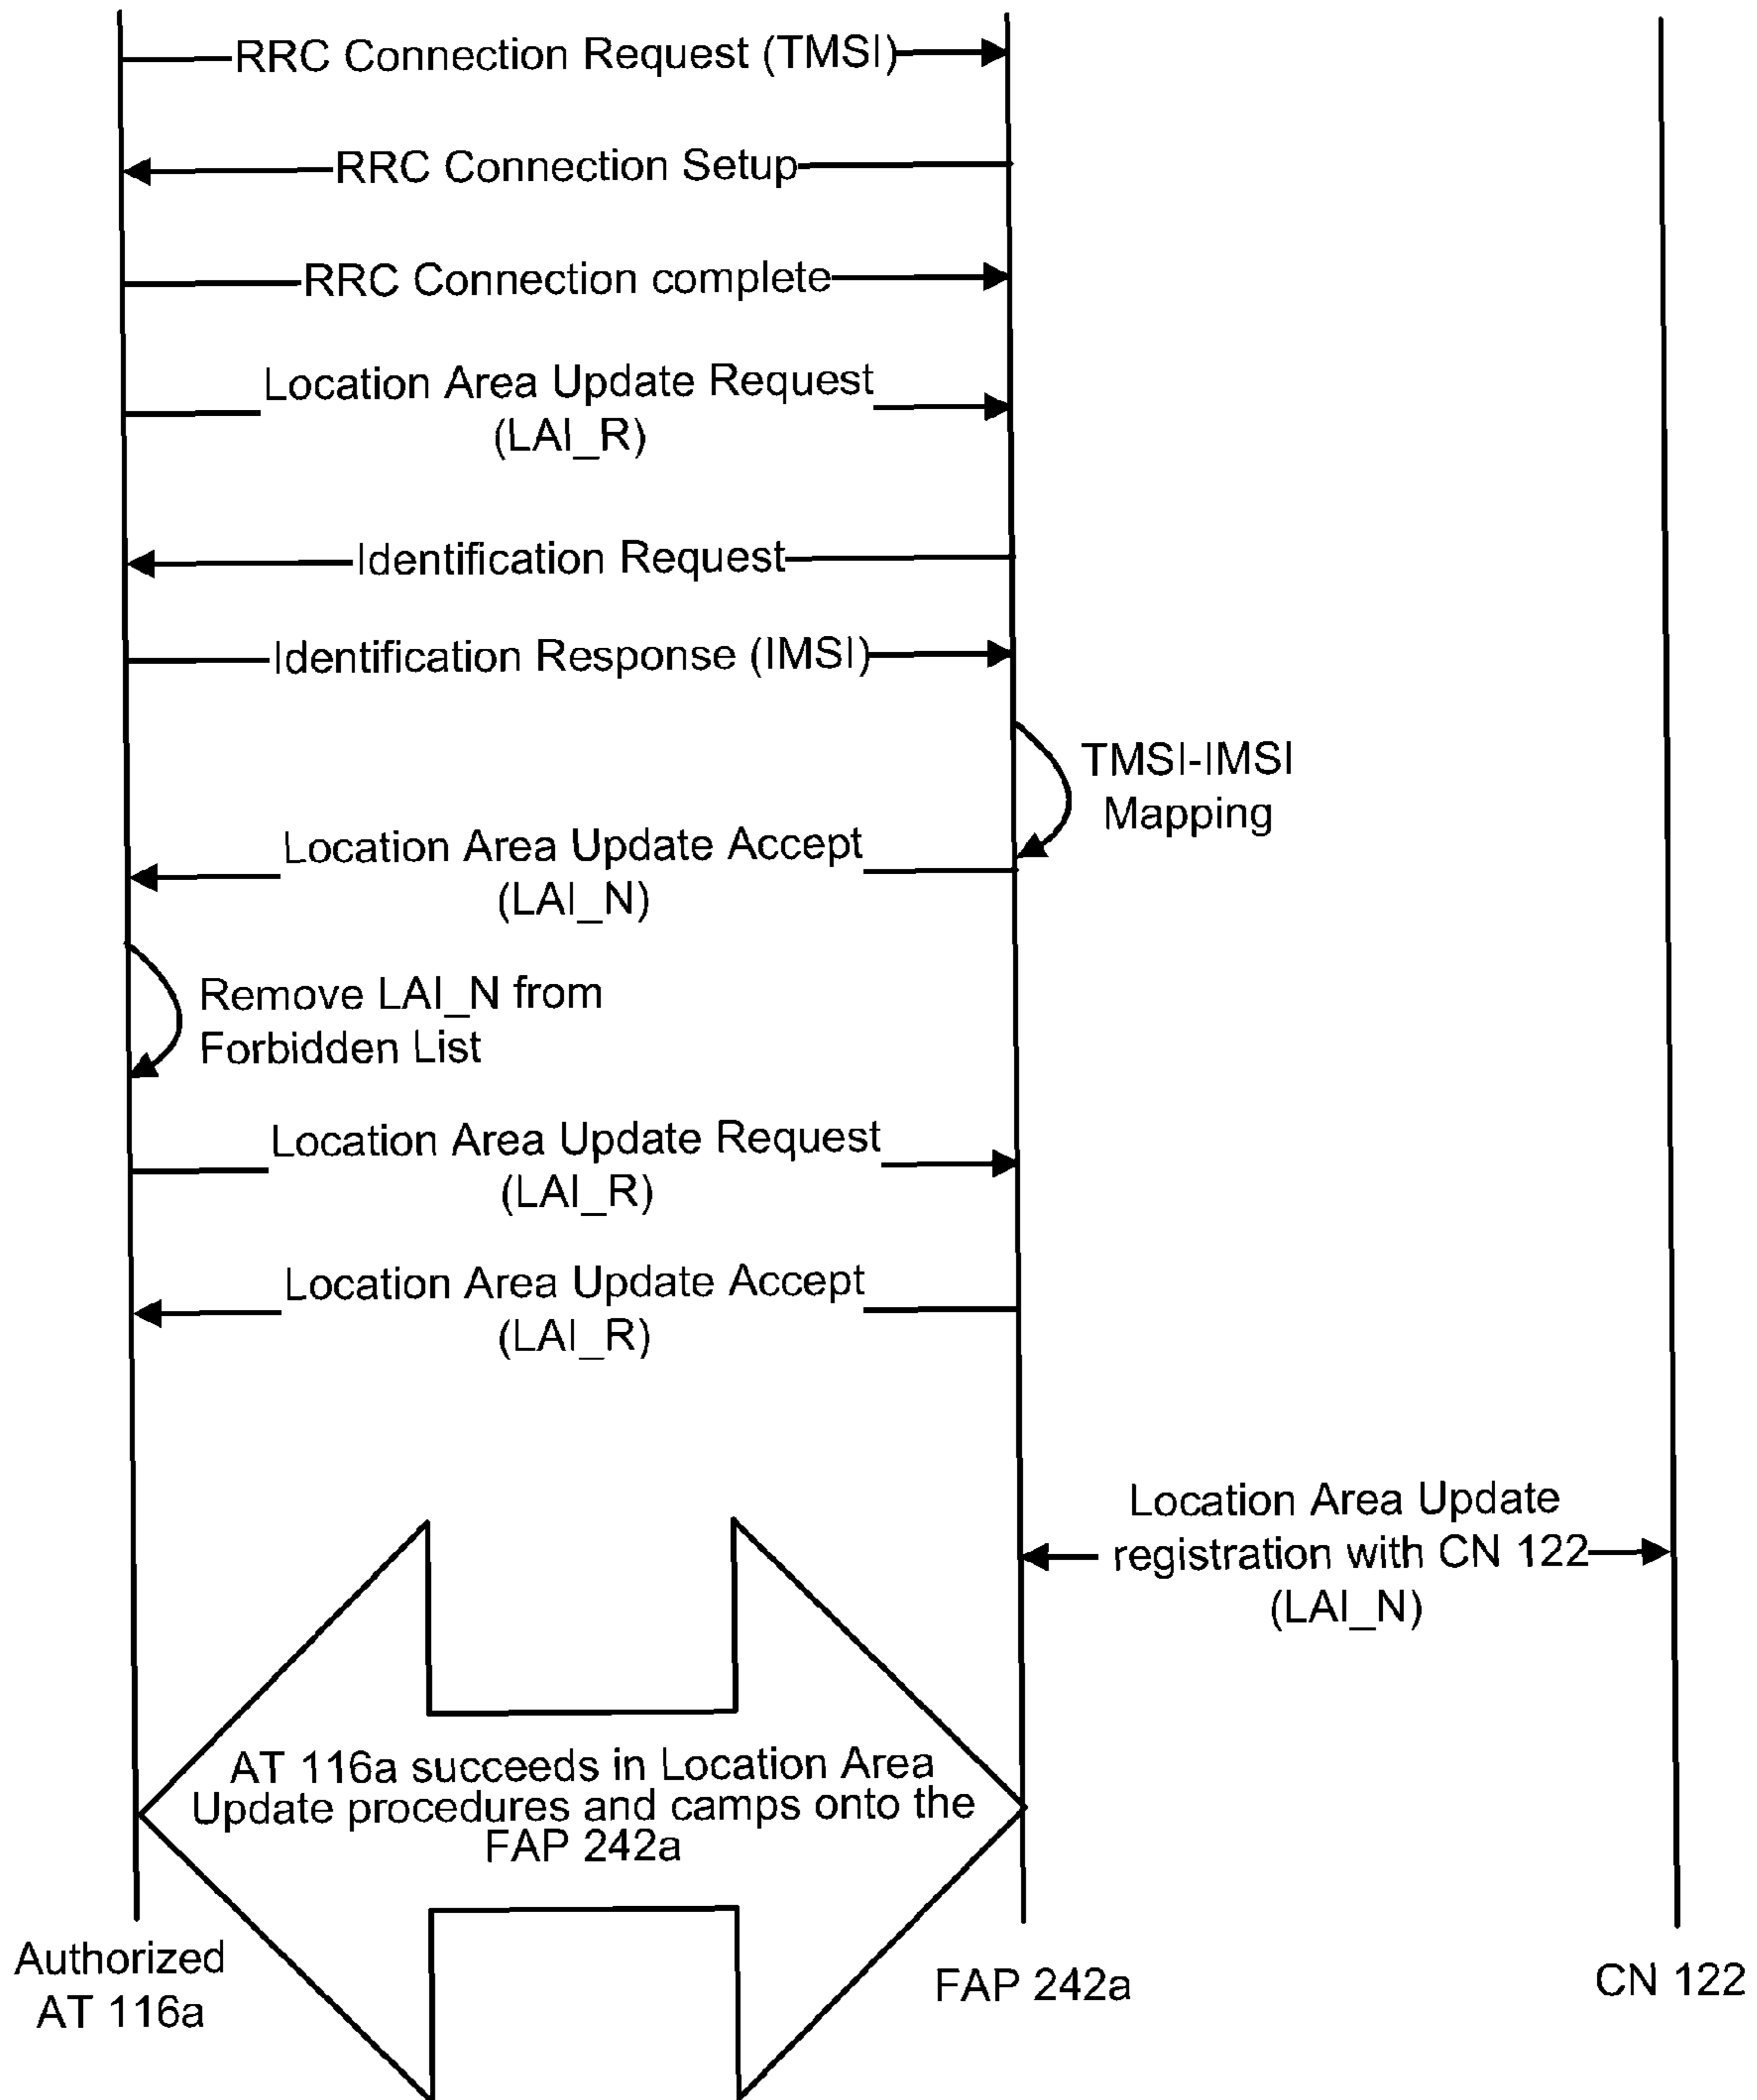 RRC Connection Request (TMSI)
RRC Connection Setup
RRC Connection complete
Location Area Update Request
(LAI_R)
Identification Request
Identification Response (IMSI)
TMSI-IMSI
Mapping
Location Area Update Accept
(LAI_N)
Remove LAI_N from
Forbidden List
Location Area Update Request
(LAI_R)
Location Area Update Accept
(LAI_R)
Location Area Update
registration with CN 122
(LAI_N)
AT 116a succeeds in Location Area
Update procedures and camps onto the
FAP 242a
Authorized
AT 116a
FAP 242a
CN 122